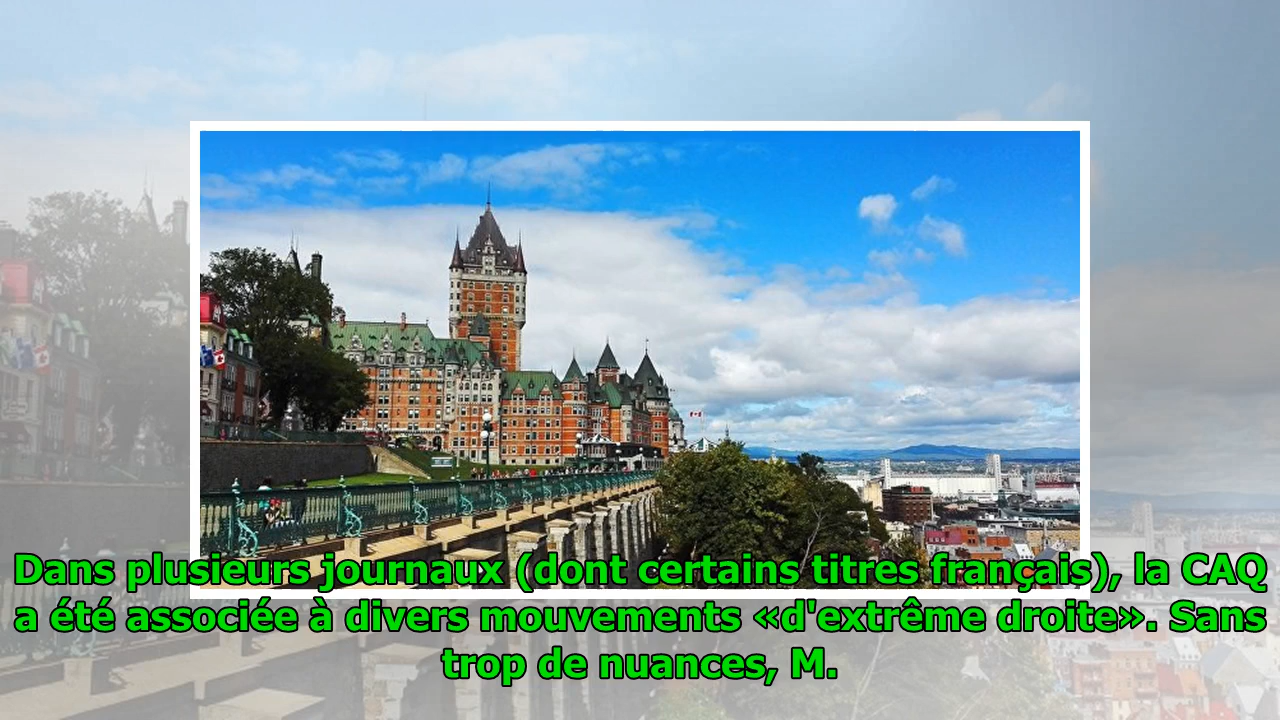 Dans plusieurs journaux (dont certains titres français), la CAQ
a été associée à divers mouvements «d'extrême droite». Sans
trop de nuances, M.